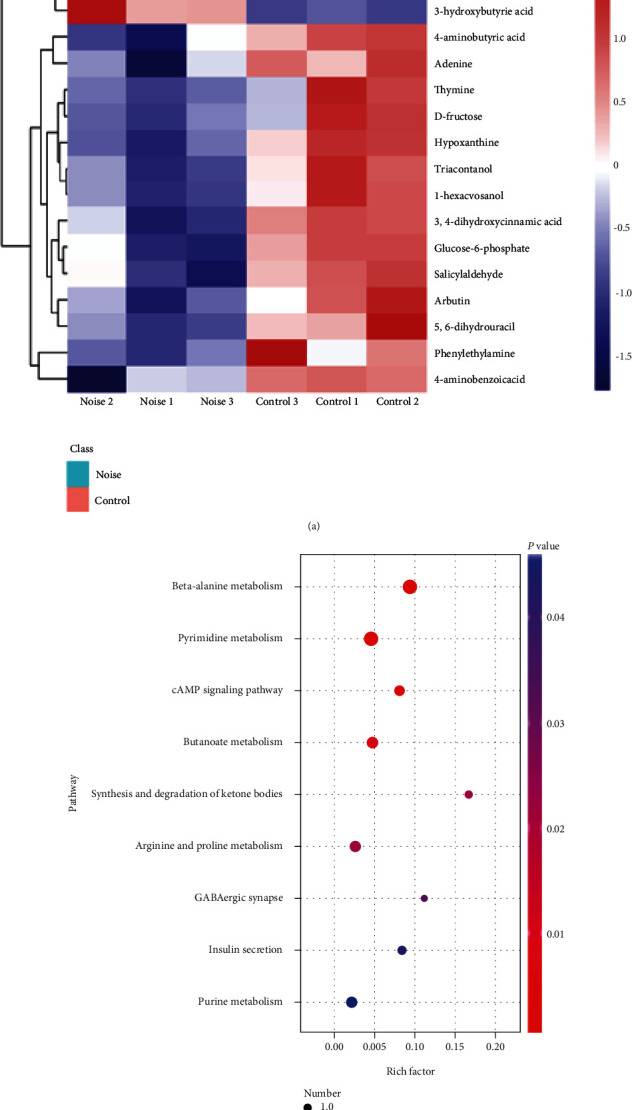 3-hydroxybutyrie acid
4-aminobutyric acid
Adenine
Thymine
D-fructose
Hypoxanthine
Triacontanol
1-hexacvosanol
3, 4-dihydroxycinnamic acid
Glucose-6-phosphate
Salicylaldehyde
Arbutin
5, 6-dihydrouracil
Phenylethylamine
4-aminobenzoicacid
1.0
0.5
0
-0.5
-1.0
-1.5
Noise 2 Noise 1 Noise 3 Control 3 Control 1 Control 2
Class
Noise
Control
(a)
P value
0.04
0.03
0.02
0.01
Pathway
Beta-alanine metabolism
Pyrimidine metabolism
cAMP signaling pathway
Butanoate metabolism
Synthesis and degradation of ketone bodies
Arginine and proline metabolism
GABAergic synapse
Insulin secretion
Purine metabolism
0.00 0.005 0.10 0.15 0.20
Rich factor
Number
1.0